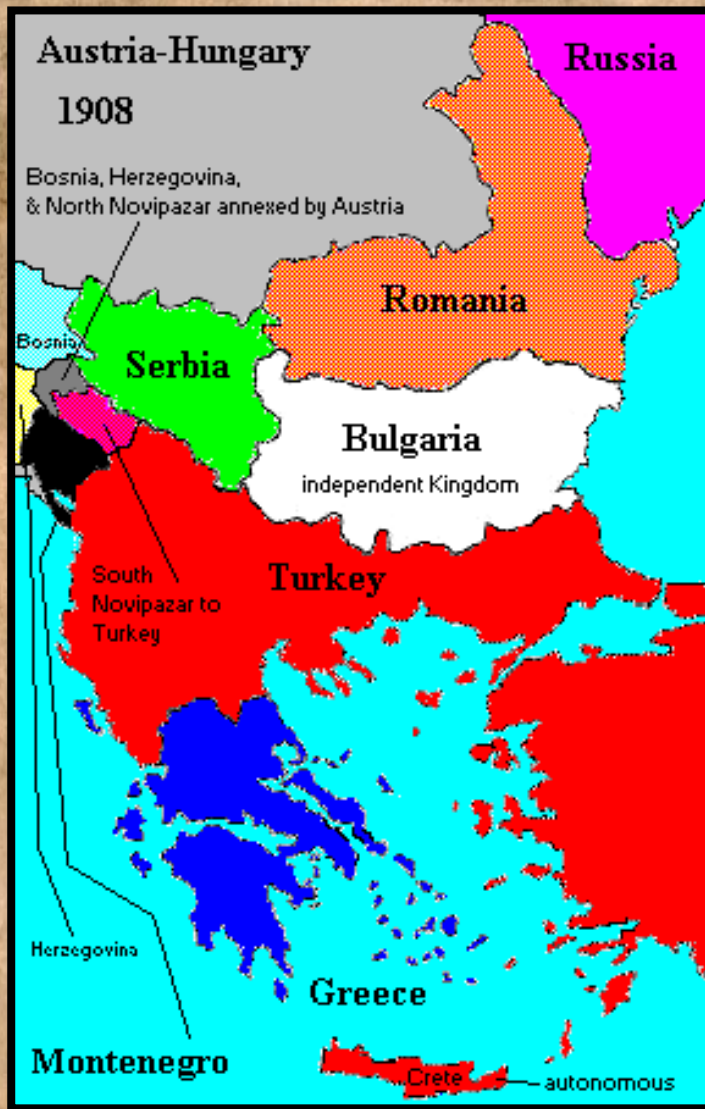 Austria-Hungary
1908
Russia
Bosnia, Herzegovina,
& North Novipazar annexed by Austria
Romania
Bosnia
Serbia
Bulgaria
independent Kingdom
South
Novipazar to
Turkey
Turkey
Herzegovina
Greece
Montenegro
Crete
autonomous